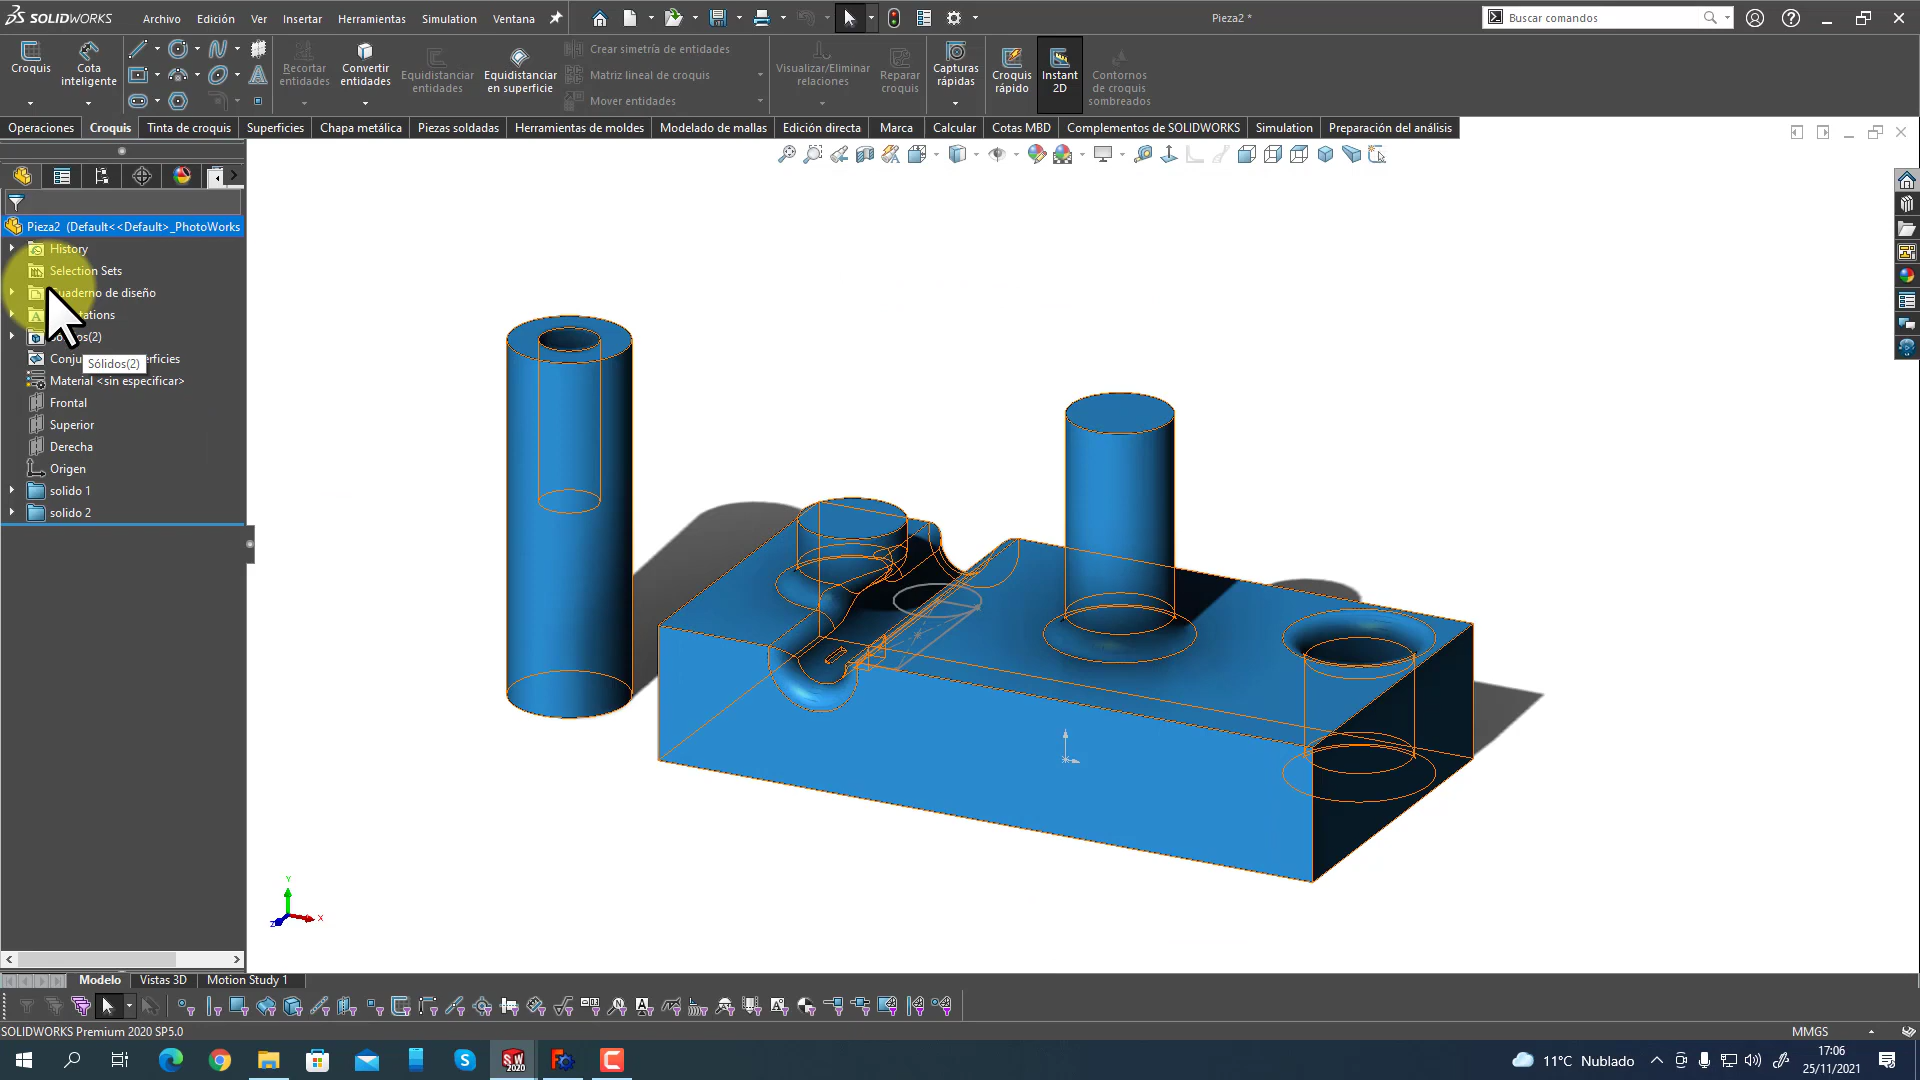 SOLIDWORKS
Archivo
Edición
Ver
Insertar
Herramientas
Simulation
Ventana
Pieza2 *
Buscar comandos
Croquis
Cota inteligente
Recortar entidades
Convertir entidades
Equidistanciar entidades
Equidistanciar en superficie
Crear simetría de entidades
Matriz lineal de croquis
Mover entidades
Visualizar/Eliminar relaciones
Reparar croquis
Capturas rápidas
Croquis rápido
Instant 2D
Contornos de croquis sombreados
Operaciones
Croquis
Tinta de croquis
Superficies
Chapa metálica
Piezas soldadas
Herramientas de moldes
Modelado de mallas
Edición directa
Marca
Calcular
Cotas MBD
Complementos de SOLIDWORKS
Simulation
Preparación del análisis
Pieza2 (Default<<Default>_PhotoWorks
History
Selection Sets
Cuaderno de diseño
Sólidos(2)
Material <sin especificar>
Frontal
Superior
Derecha
Origen
solido 1
solido 2
Y
X
Z
Modelo
Vistas 3D
Motion Study 1
SOLIDWORKS Premium 2020 SP5.0
MMGS
11°C Nublado
17:06
25/11/2021